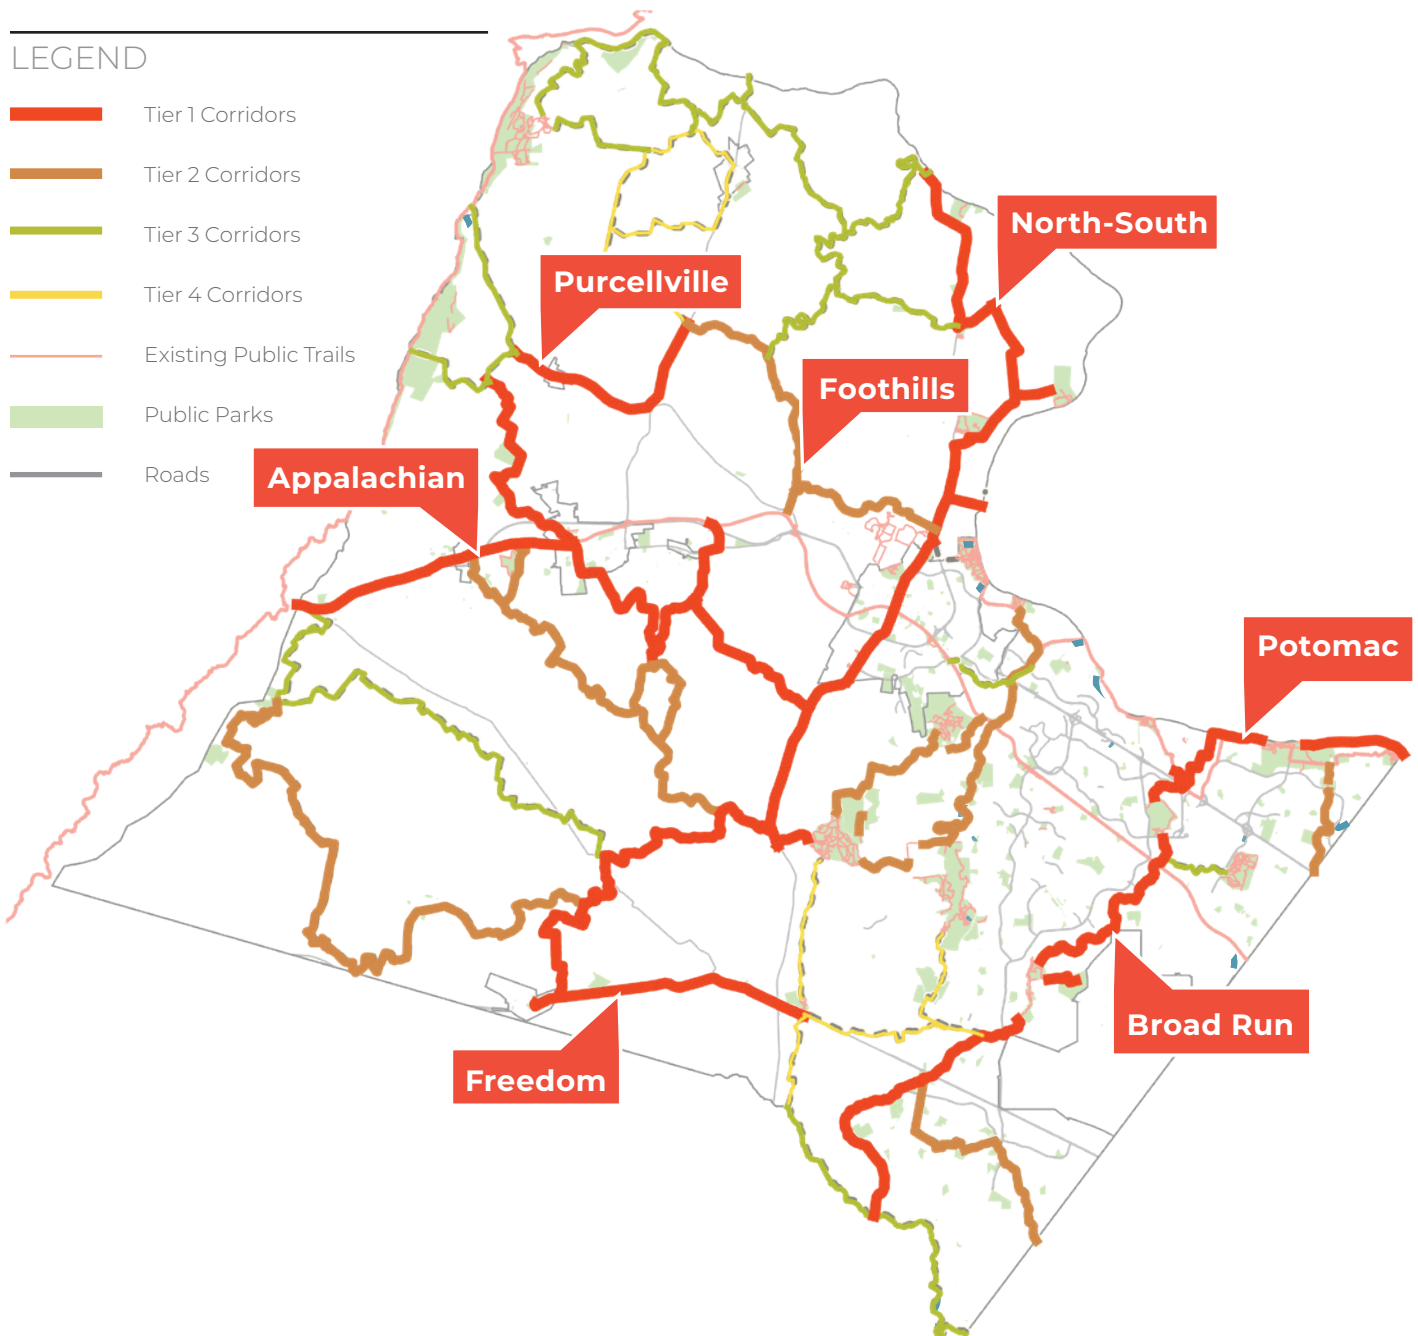 LEGEND
Tier 1 Corridors
Tier 2 Corridors
Tier 3 Corridors
Tier 4 Corridors
Existing Public Trails
Public Parks
Roads
North-South
Purcellville
Foothills
Appalachian
Potomac
Broad Run
Freedom